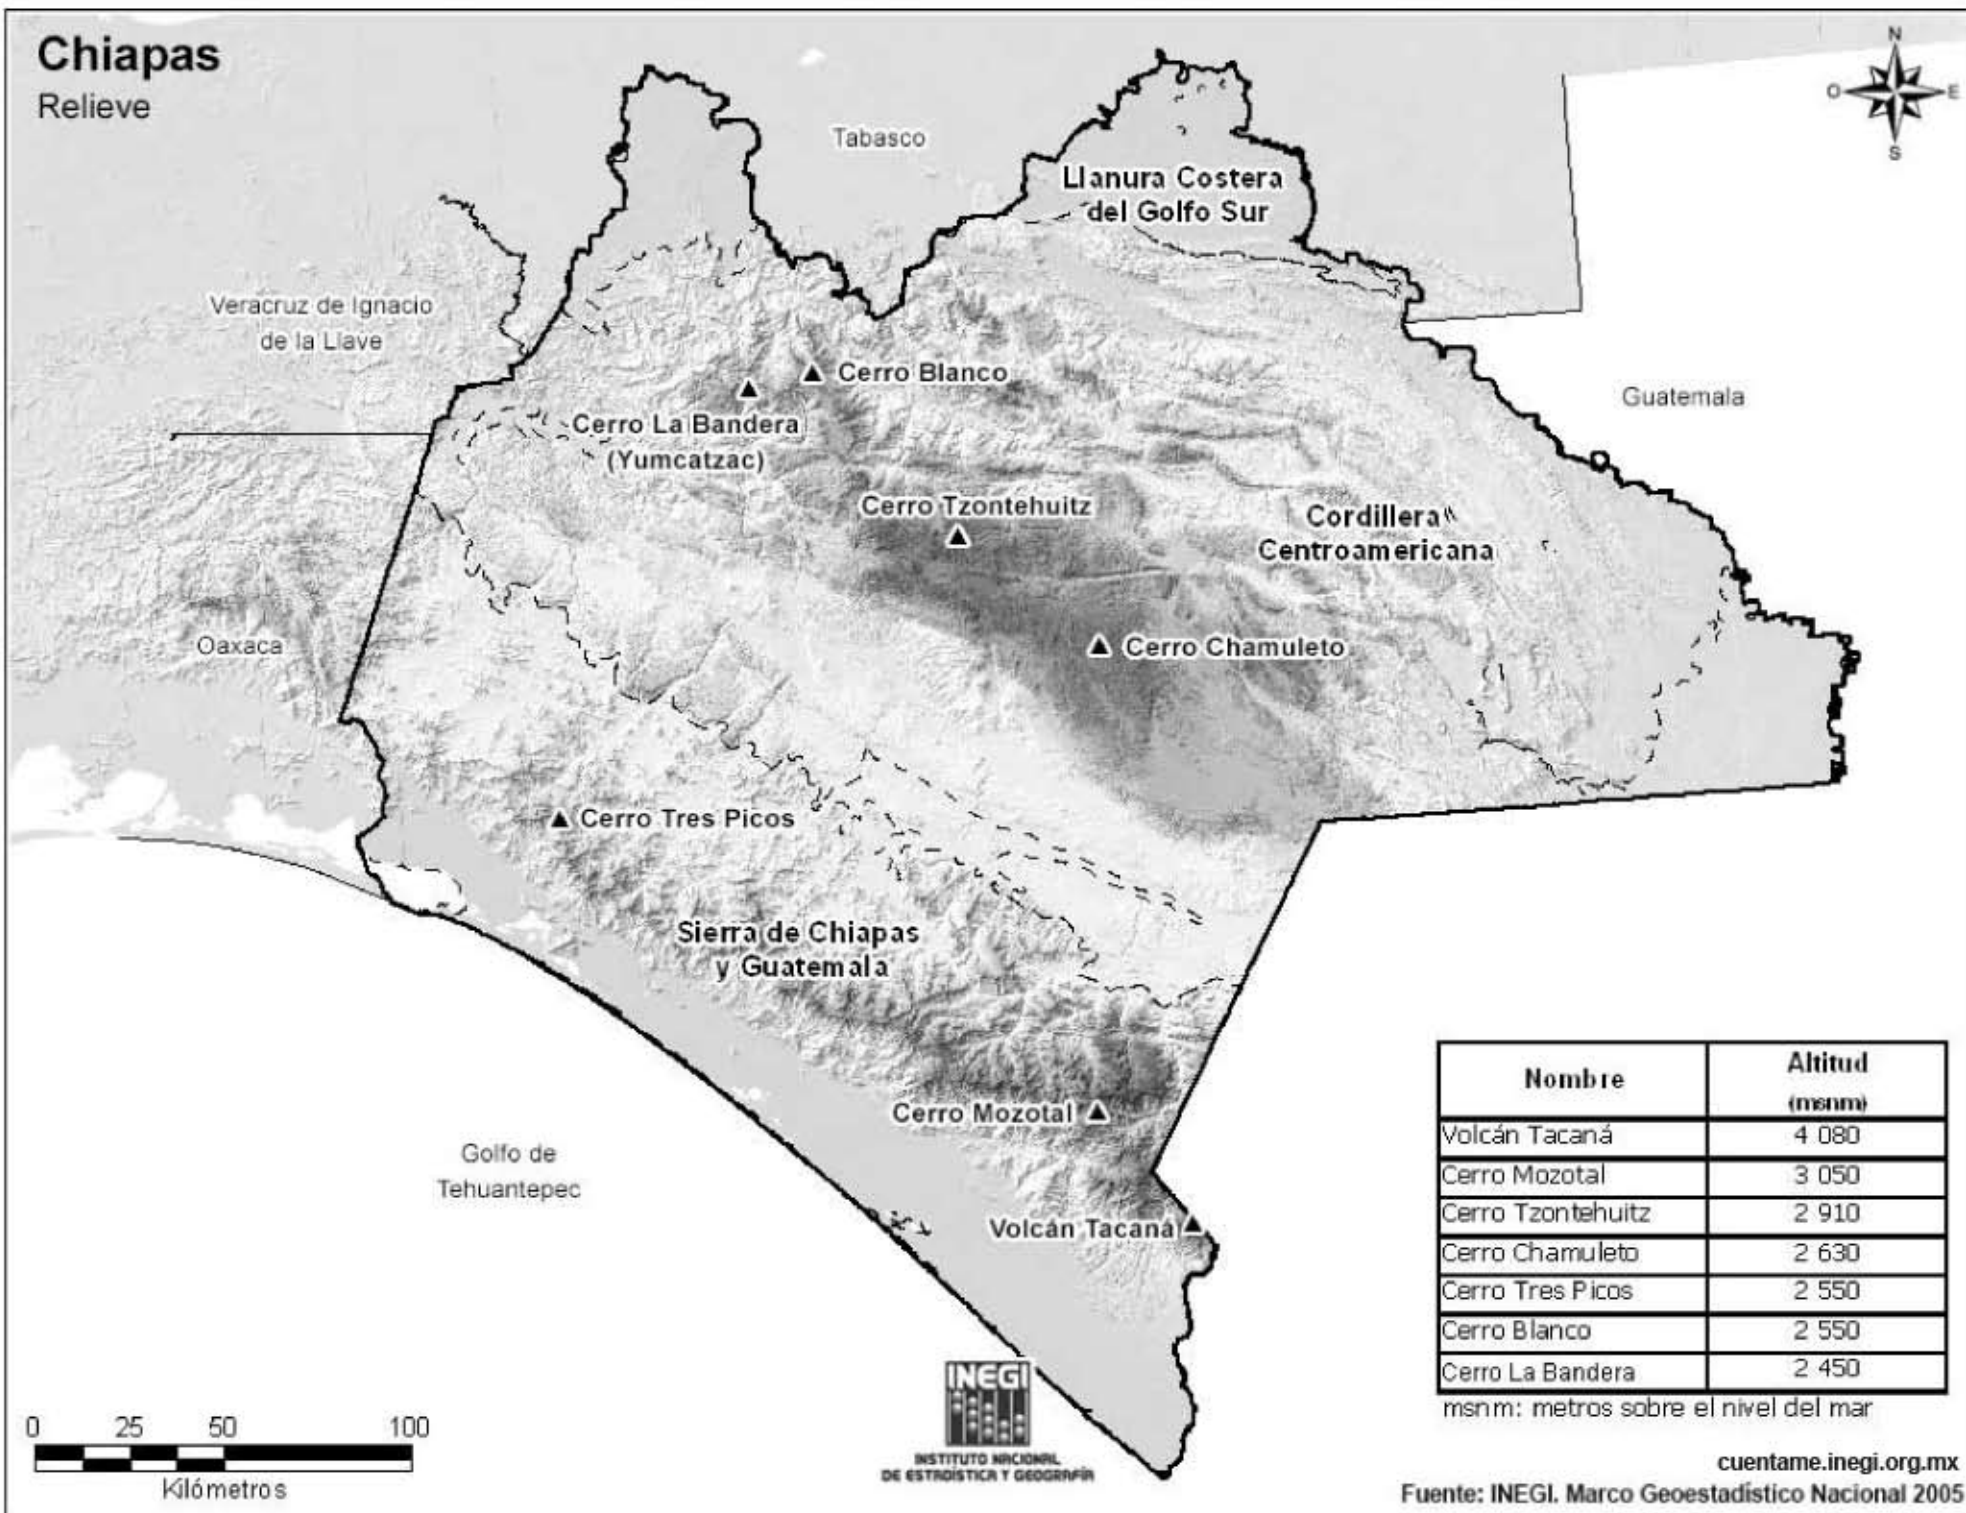 Chiapas
Relieve
N
O
E
S
Tabasco
Llanura Costera
del Golfo Sur
Veracruz de Ignacio
de la Llave
Cerro Blanco
Guatemala
Cerro La Bandera
(Yumcatzac)
Cerro Tzontehuitz
Cordillera
Centroamericana
Oaxaca
Cerro Chamuleto
Cerro Tres Picos
Sierra de Chiapas
y Guatemala
Cerro Mozotal
Golfo de
Tehuantepec
Volcán Tacaná
Nombre Altitud
(msnm)
Volcán Tacaná 4 080
Cerro Mozotal 3 050
Cerro Tzontehuitz 2 910
Cerro Chamuleto 2 630
Cerro Tres Picos 2 550
Cerro Blanco 2 550
Cerro La Bandera 2 450
msnm: metros sobre el nivel del mar
0 25 50 100
Kilómetros
INEGI
INSTITUTO NACIONAL
DE ESTADÍSTICA Y GEOGRAFÍA
cuentame.inegi.org.mx
Fuente: INEGI. Marco Geoestadístico Nacional 2005